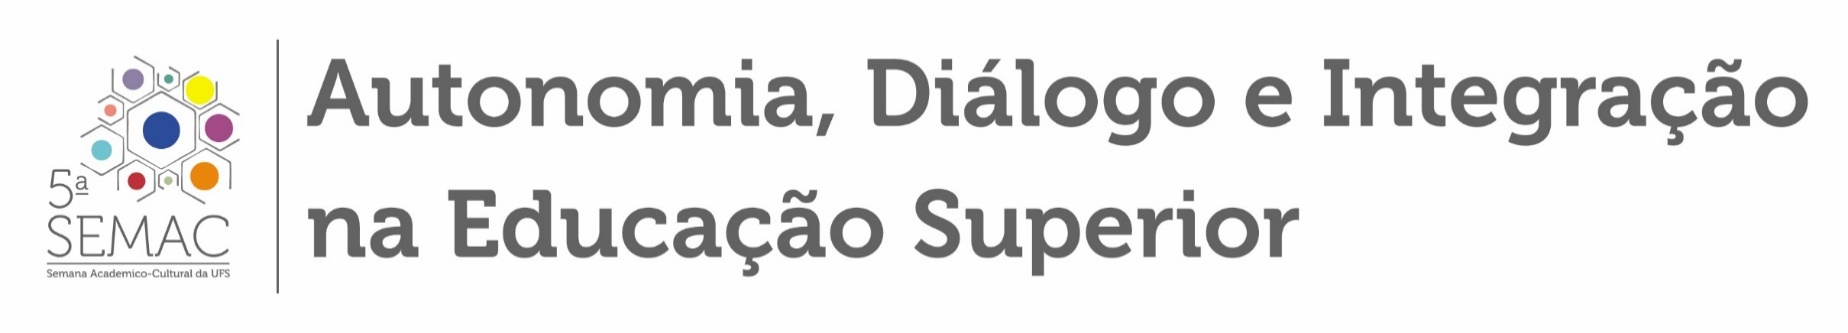 5ª
SEMAC
Semana Academico-Cultural da UFS
Autonomia, Diálogo e Integração
na Educação Superior